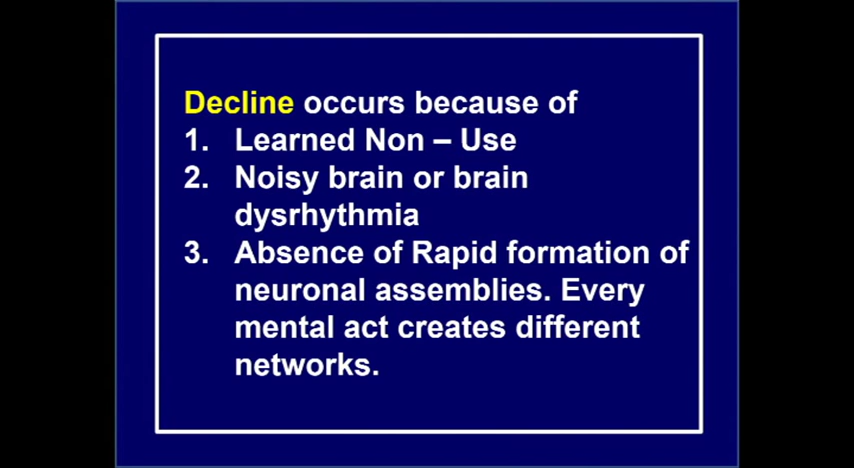 Decline occurs because of
1. Learned Non – Use
2. Noisy brain or brain
dysrhythmia
3. Absence of Rapid formation of
neuronal assemblies. Every
mental act creates different
networks.